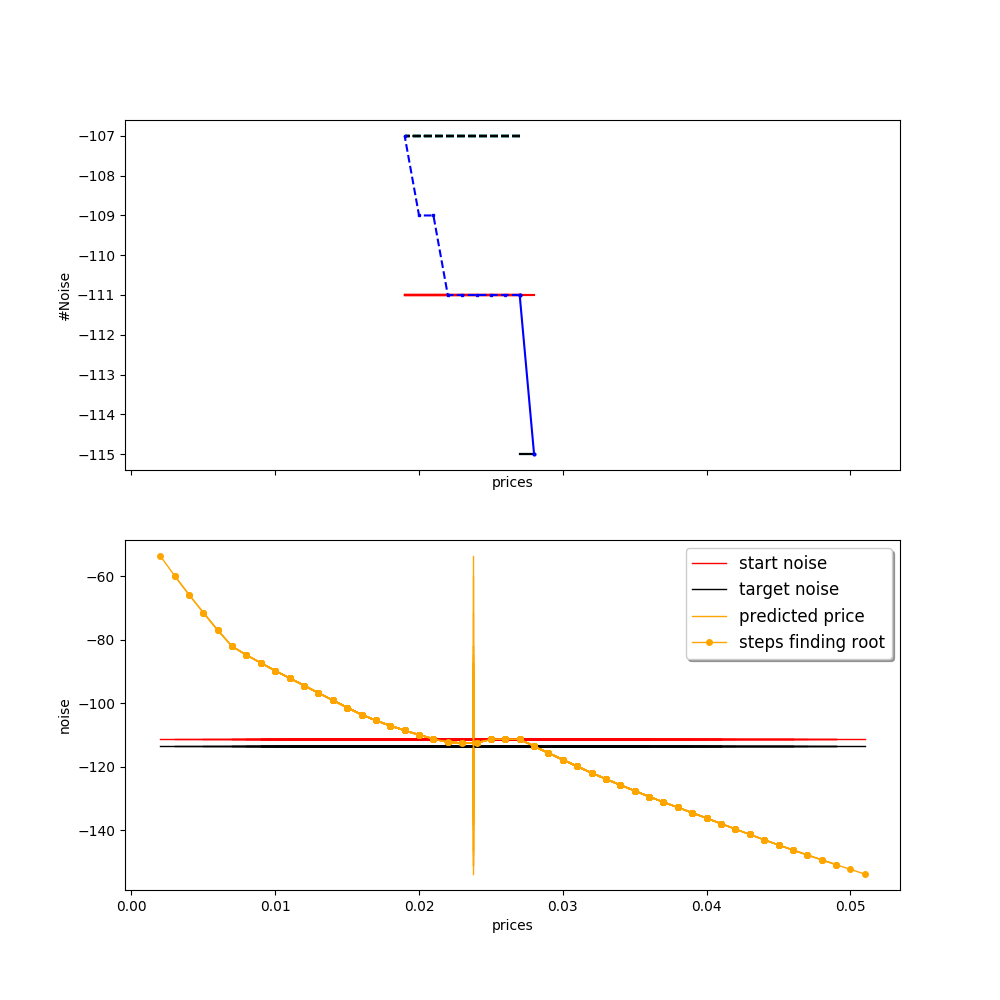 −107
−108
−109
−110
−111
−112
−113
−114
−115
#Noise
prices
−60
−80
−100
−120
−140
noise
start noise
target noise
predicted price
steps finding root
0.00 0.01 0.02 0.03 0.04 0.05
prices